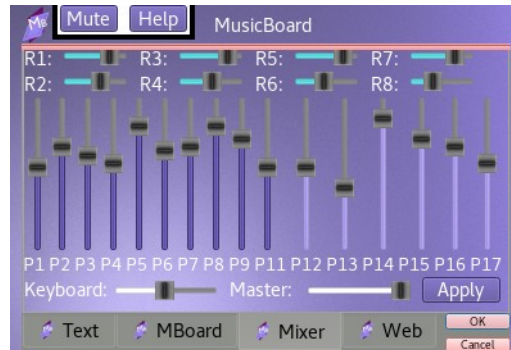 MB Mute Help MusicBoard
R1: R3: R5: R7:
R2: R4: R6: R8:
P1 P2 P3 P4 P5 P6 P7 P8 P9 P11 P12 P13 P14 P15 P16 P17
Keyboard: Master: Apply
Text MBoard Mixer Web OK
Cancel